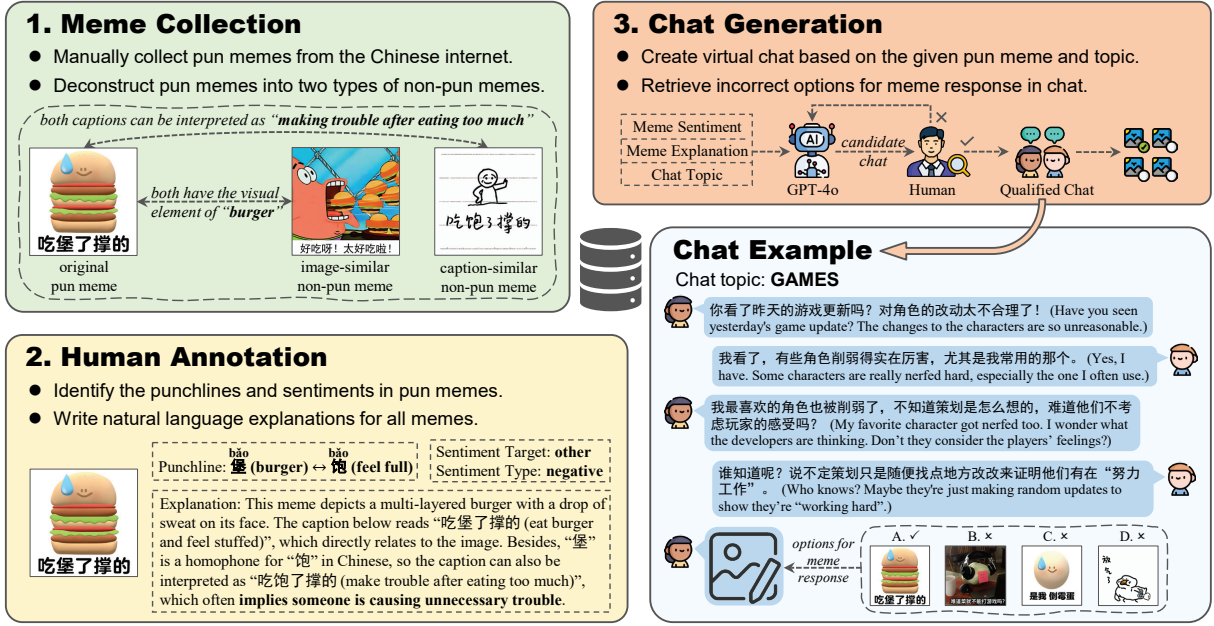 1. Meme Collection
● Manually collect pun memes from the Chinese internet.
● Deconstruct pun memes into two types of non-pun memes.
both captions can be interpreted as “making trouble after eating too much”
both have the visual
element of “burger”
吃堡了撑的
好吃呀！太好吃啦！
吃饱了撑的
original
pun meme
image-similar
non-pun meme
caption-similar
non-pun meme
2. Human Annotation
● Identify the punchlines and sentiments in pun memes.
● Write natural language explanations for all memes.
吃堡了撑的
bǎo bǎo
Punchline: 堡 (burger) ↔ 饱 (feel full)
Sentiment Target: other
Sentiment Type: negative
Explanation: This meme depicts a multi-layered burger with a drop of
sweat on its face. The caption below reads “吃堡了撑的 (eat burger
and feel stuffed)”, which directly relates to the image. Besides, “堡”
is a homophone for “饱” in Chinese, so the caption can also be
interpreted as “吃饱了撑的 (make trouble after eating too much)”,
which often implies someone is causing unnecessary trouble.
3. Chat Generation
● Create virtual chat based on the given pun meme and topic.
● Retrieve incorrect options for meme response in chat.
Meme Sentiment
Meme Explanation
Chat Topic
AI
GPT-4o
candidate
chat
Human
Qualified Chat
Chat Example
Chat topic: GAMES
你看了昨天的游戏更新吗？对角色的改动太不合理了！ (Have you seen
yesterday's game update? The changes to the characters are so unreasonable.)
我看了，有些角色削弱得实在厉害，尤其是我常用的那个。 (Yes, I
have. Some characters are really nerfed hard, especially the one I often use.)
我最喜欢的角色也被削弱了，不知道策划是怎么想的，难道他们不考
虑玩家的感受吗？ (My favorite character got nerfed too. I wonder what
the developers are thinking. Don’t they consider the players’ feelings?)
谁知道呢？说不定策划只是随便找点地方改改来证明他们有在“努力
工作”。 (Who knows? Maybe they're just making random updates to
show they’re “working hard”.)
options for
meme
response
A. ✓ B. ✗ C. ✗ D. ✗
吃堡了撑的
难道菜就不能打游戏吗?
是我 倒霉蛋
放弃了